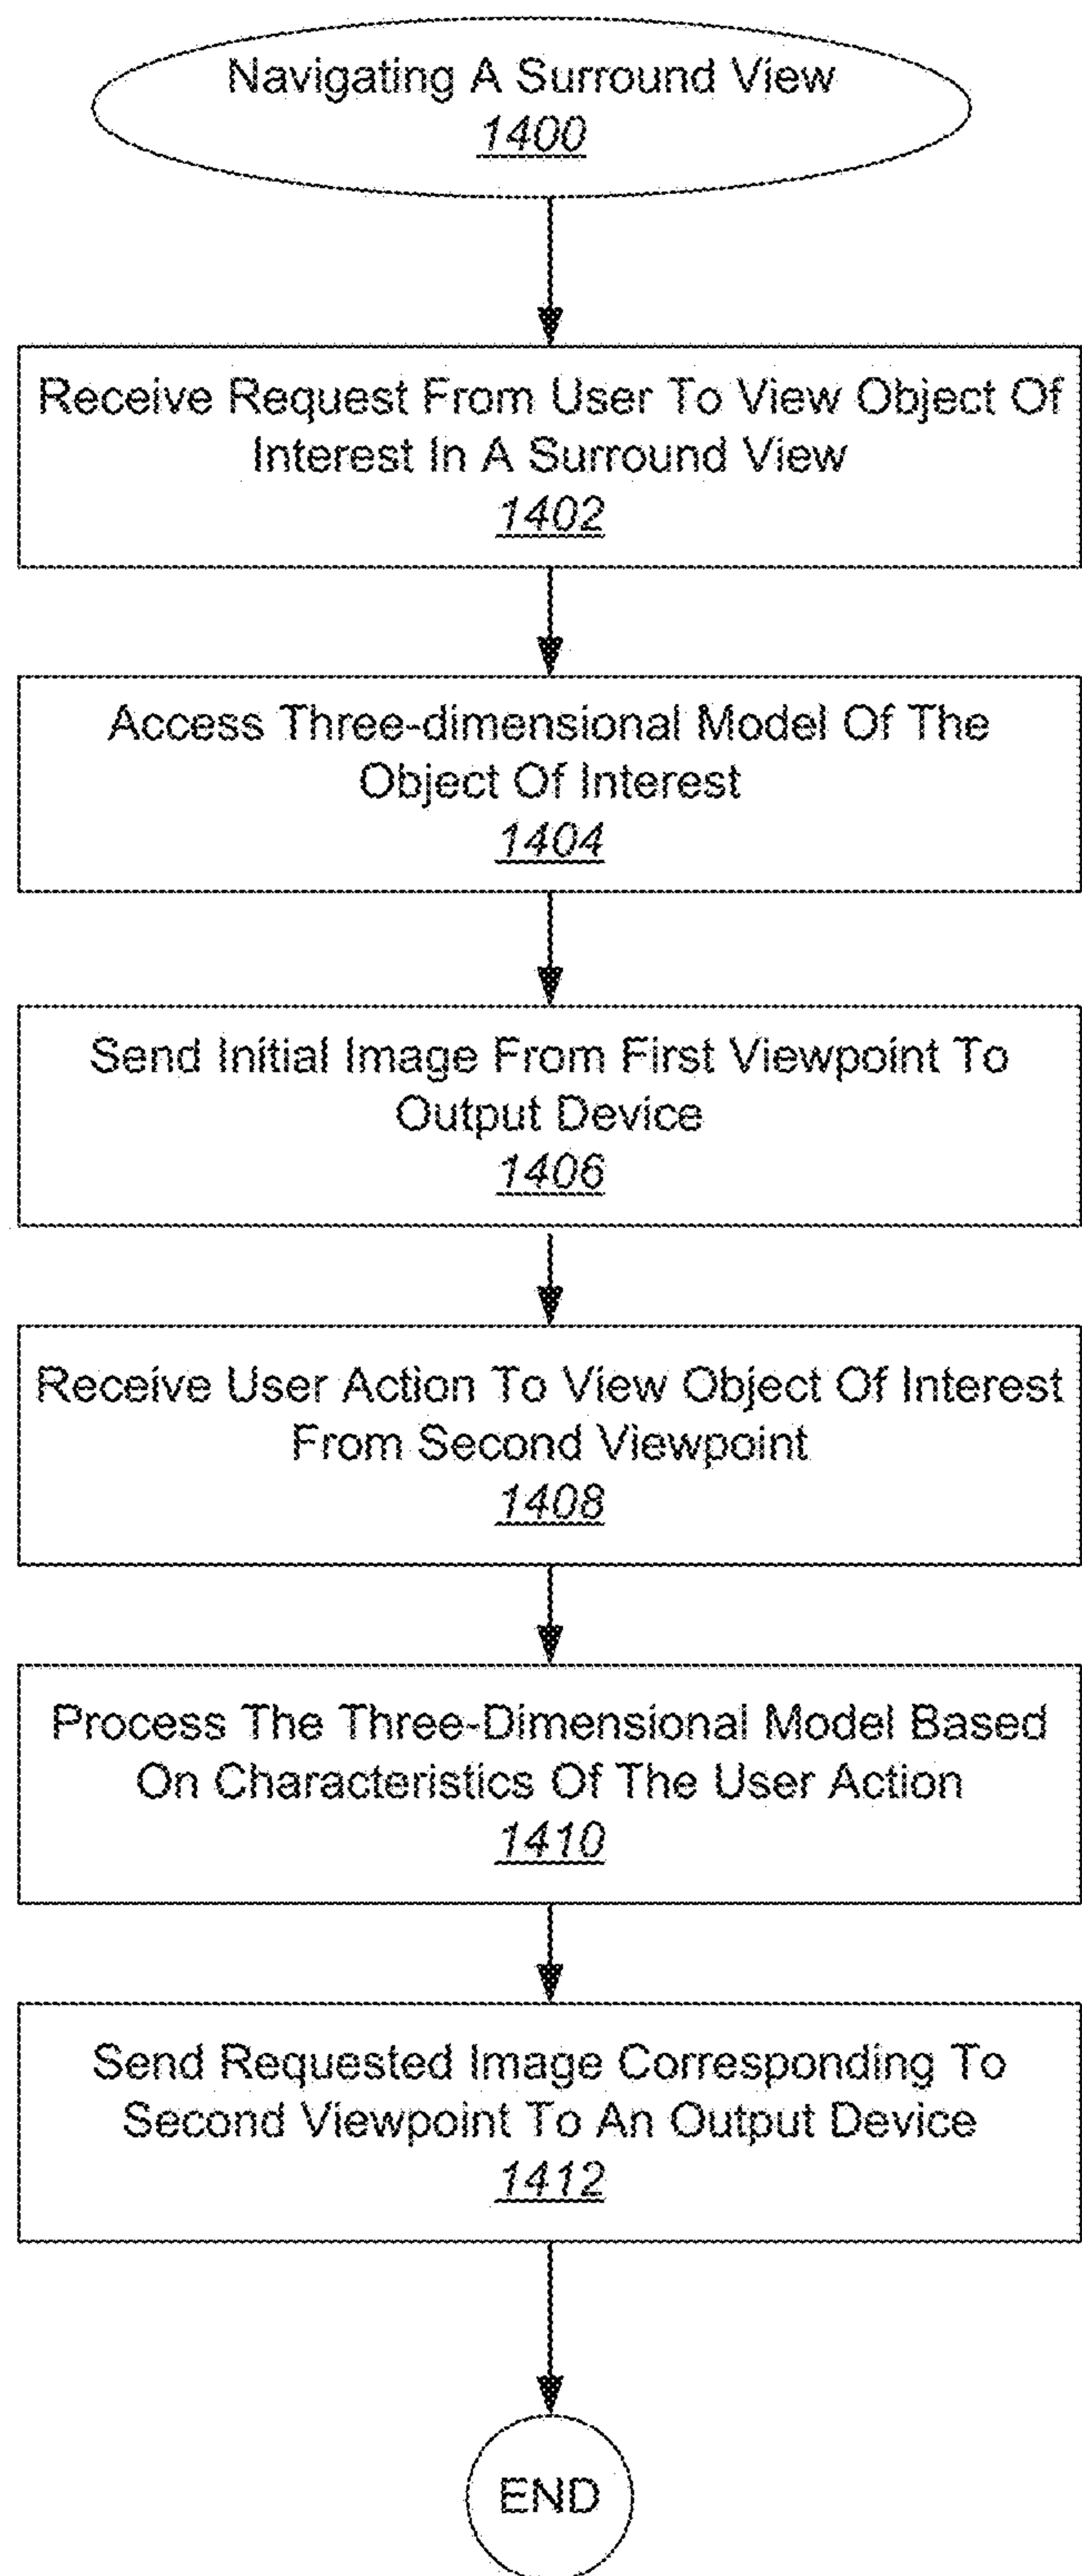 Navigating A Surround View
1400
Receive Request From User To View Object Of
Interest In A Surround View
1402
Access Three-dimensional Model Of The
Object Of Interest
1404
Send Initial Image From First Viewpoint To
Output Device
1406
Receive User Action To View Object Of Interest
From Second Viewpoint
1408
Process The Three-Dimensional Model Based
On Characteristics Of The User Action
1410
Send Requested Image Corresponding To
Second Viewpoint To An Output Device
1412
END